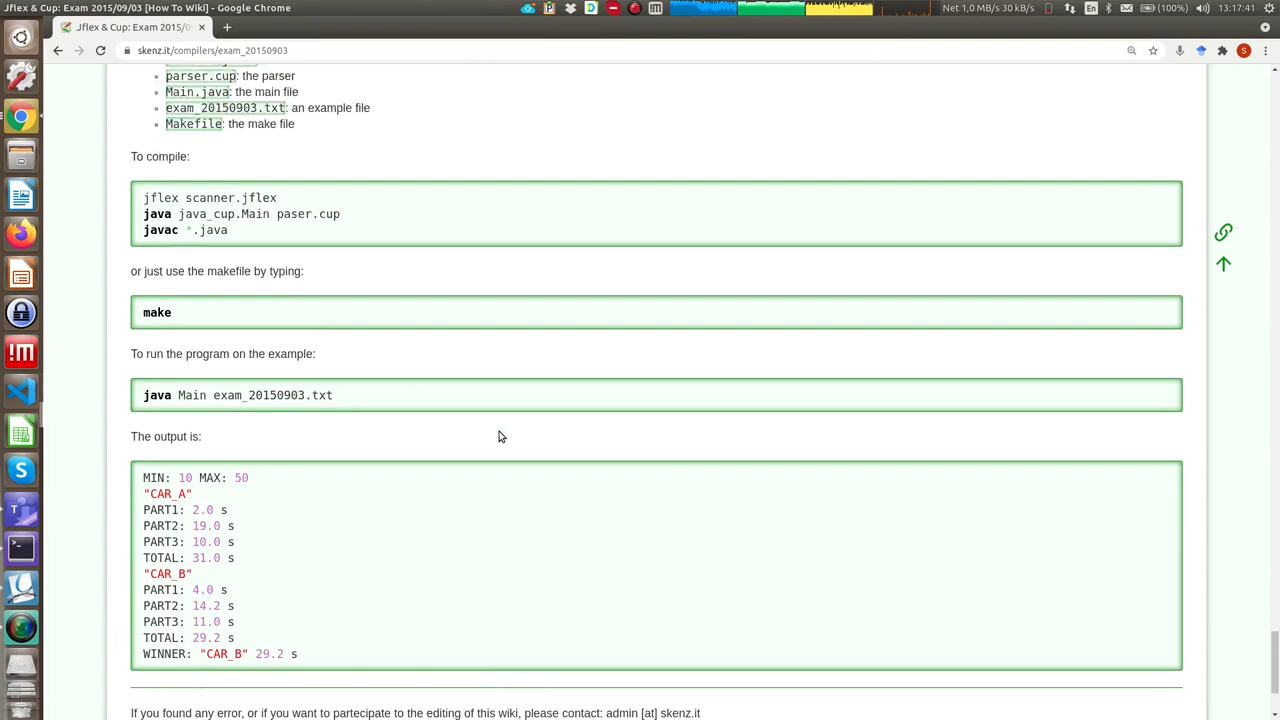 Jflex & Cup: Exam 2015/09/03 [How To Wiki] - Google Chrome
Net 1,0 MHz 30 kB/s
En
(100%)
13:17:41
Jflex & Cup: Exam 2015/0
skenz.it/compilers/exam_20150903
S
parser.cup: the parser
Main.java: the main file
exam_20150903.txt: an example file
Makefile: the make file
To compile:
jflex scanner.jflex
java java_cup.Main paser.cup
javac *.java
or just use the makefile by typing:
make
To run the program on the example:
java Main exam_20150903.txt
The output is:
MIN: 10 MAX: 50
"CAR_A"
PART1: 2.0 s
PART2: 19.0 s
PART3: 10.0 s
TOTAL: 31.0 s
"CAR_B"
PART1: 4.0 s
PART2: 14.2 s
PART3: 11.0 s
TOTAL: 29.2 s
WINNER: "CAR_B" 29.2 s
If you found any error, or if you want to partecipate to the editing of this wiki, please contact: admin [at] skenz.it